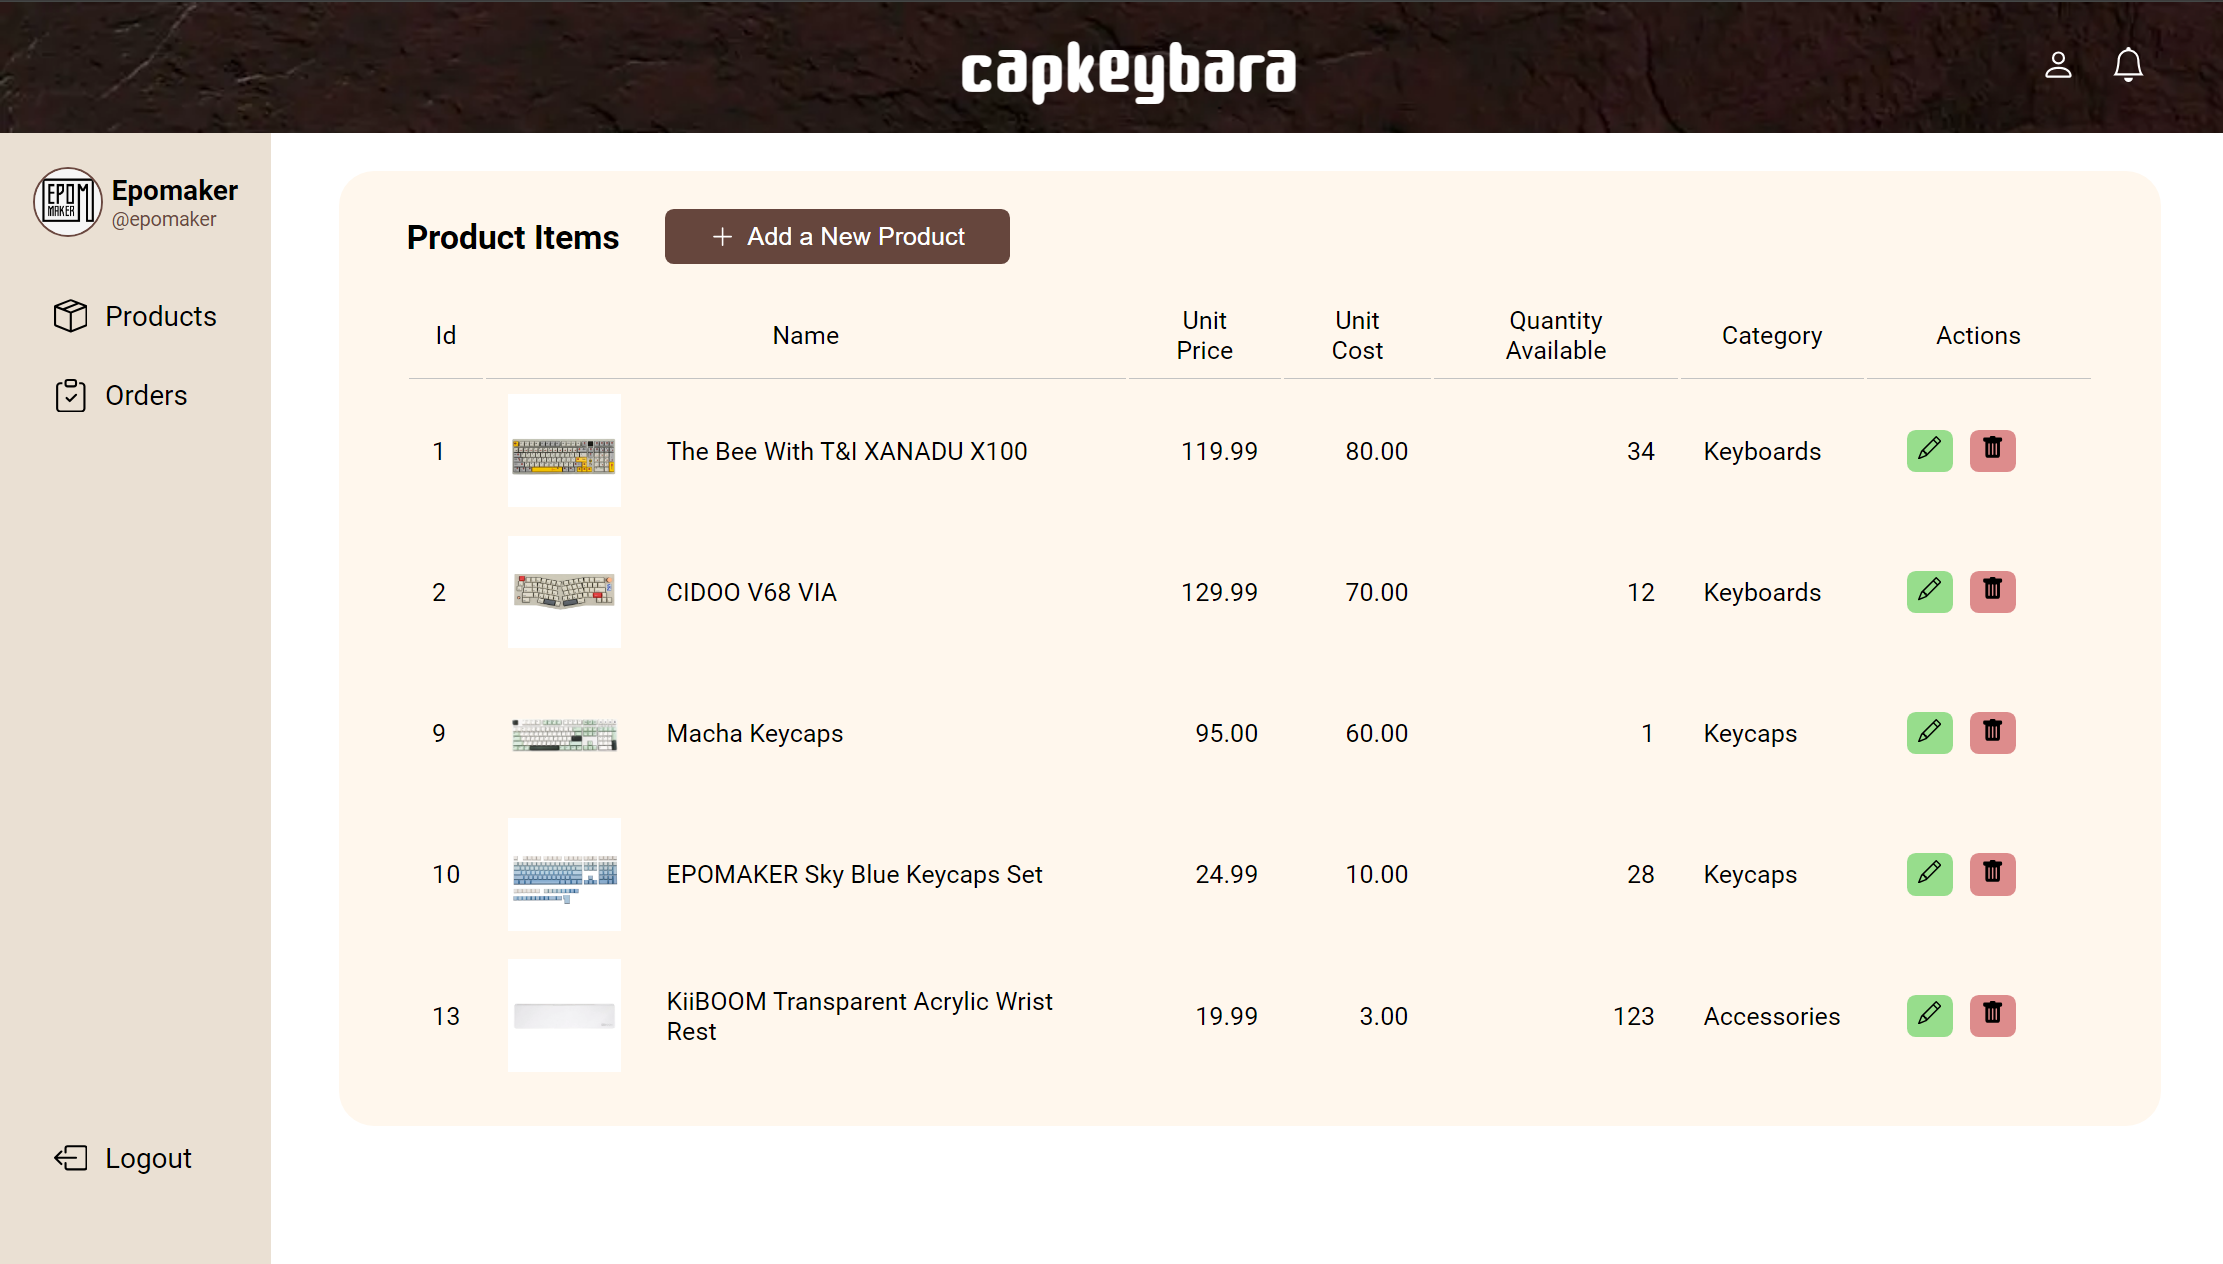 capkeybara
EPOM
MAKER
Epomaker
@epomaker
Products
Orders
Logout
Product Items
+ Add a New Product
Id Name Unit Price Unit Cost Quantity Available Category Actions
1 The Bee With T&I XANADU X100 119.99 80.00 34 Keyboards
2 CIDOO V68 VIA 129.99 70.00 12 Keyboards
9 Macha Keycaps 95.00 60.00 1 Keycaps
10 EPOMAKER Sky Blue Keycaps Set 24.99 10.00 28 Keycaps
13 KiiBOOM Transparent Acrylic Wrist
Rest 19.99 3.00 123 Accessories